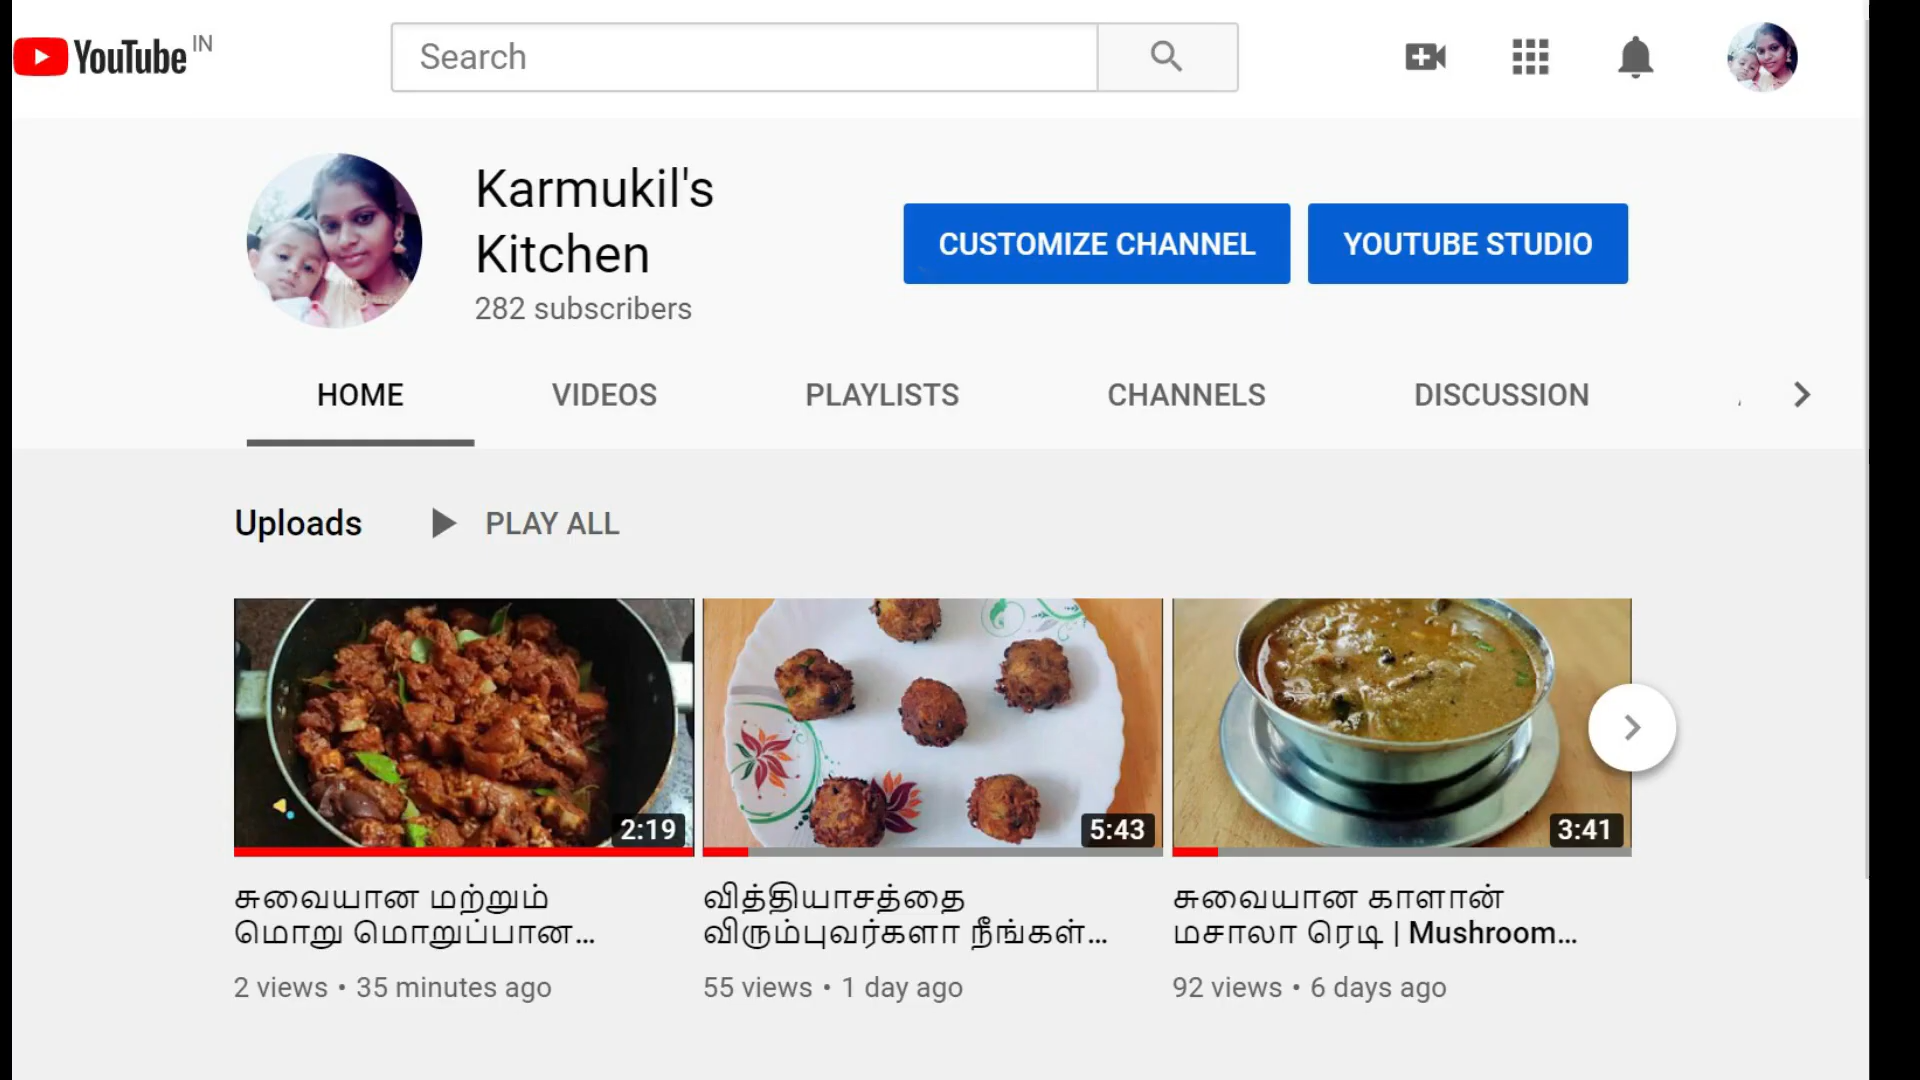 YouTube IN
Search
Karmukil's
Kitchen
282 subscribers
CUSTOMIZE CHANNEL
YOUTUBE STUDIO
HOME
VIDEOS
PLAYLISTS
CHANNELS
DISCUSSION
Uploads
PLAY ALL
2:19
சுவையான மற்றும்
மொறு மொறுப்பான...
2 views • 35 minutes ago
5:43
வித்தியாசத்தை
விரும்புவர்களா நீங்கள்...
55 views • 1 day ago
3:41
சுவையான காளான்
மசாலா ரெடி | Mushroom...
92 views • 6 days ago